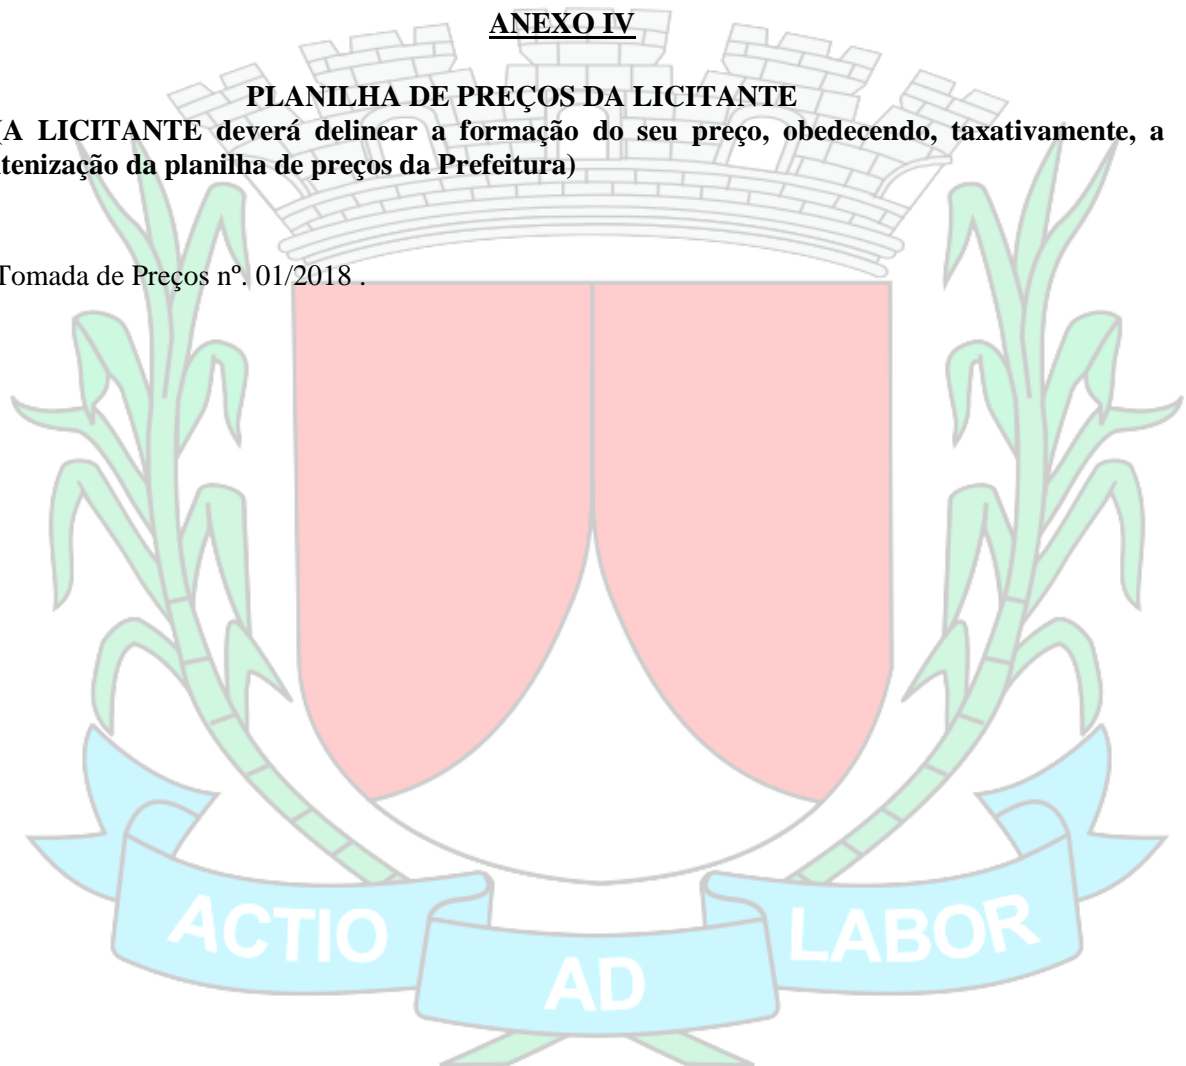 ANEXO IV
PLANILHA DE PREÇOS DA LICITANTE
(A LICITANTE deverá delinear a formação do seu preço, obedecendo, taxativamente, a
itenização da planilha de preços da Prefeitura)
Tomada de Preços nº. 01/2018 .
ACTIO
AD
LABOR